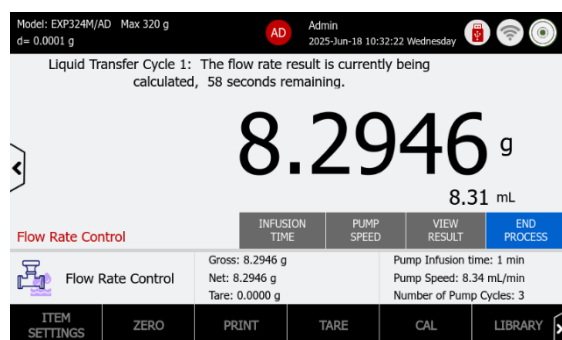 Model: EXP324M/AD Max 320 g
d= 0.0001 g
AD
Admin
2025-Jun-18 10:32:22 Wednesday
Liquid Transfer Cycle 1: The flow rate result is currently being
calculated, 58 seconds remaining.
8.2946 g
8.31 mL
Flow Rate Control
INFUSION
TIME
PUMP
SPEED
VIEW
RESULT
END
PROCESS
Flow Rate Control
Gross: 8.2946 g
Net: 8.2946 g
Tare: 0.0000 g
Pump Infusion time: 1 min
Pump Speed: 8.34 mL/min
Number of Pump Cycles: 3
ITEM
SETTINGS
ZERO
PRINT
TARE
CAL
LIBRARY